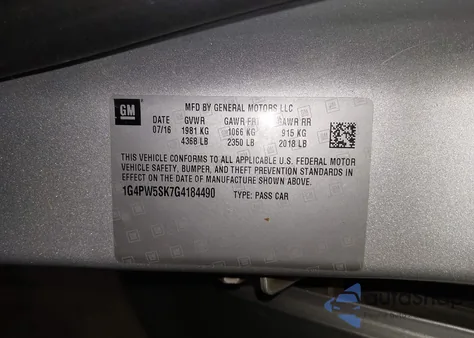 GM
MFD BY GENERAL MOTORS LLC
DATE GVWR GAWR FRT GAWR RR
07/16 1981 KG 1066 KG 915 KG
4368 LB 2350 LB 2018 LB
THIS VEHICLE CONFORMS TO ALL APPLICABLE U.S. FEDERAL MOTOR
VEHICLE SAFETY, BUMPER, AND THEFT PREVENTION STANDARDS IN
EFFECT ON THE DATE OF MANUFACTURE SHOWN ABOVE.
1G4PW5SK7G4184490 TYPE: PASS CAR
autashop